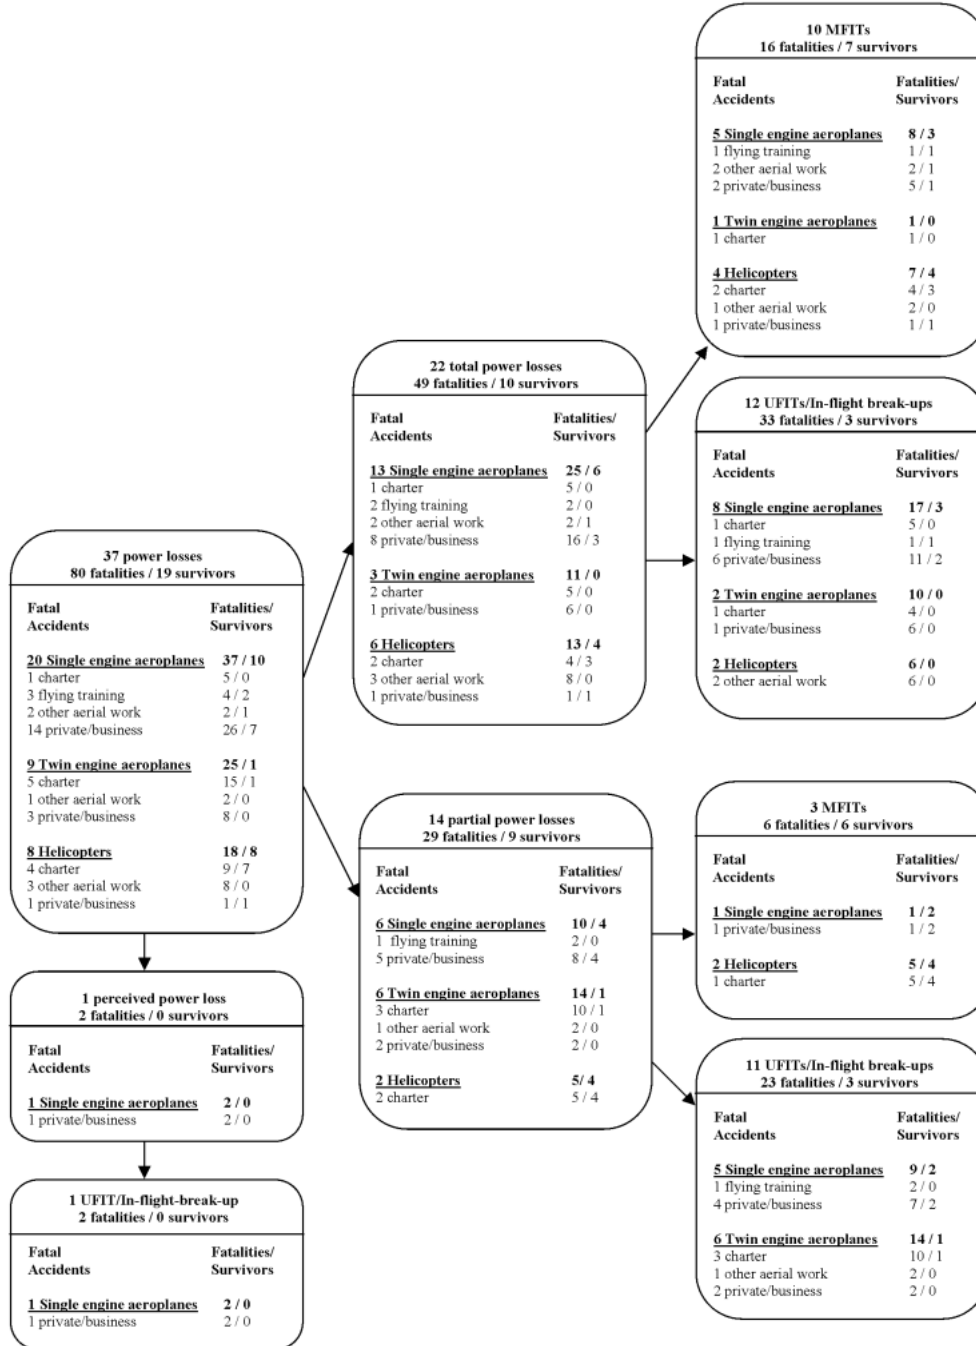 10 MFITs
16 fatalities / 7 survivors
Fatal Fatalities/
Accidents Survivors
5 Single engine aeroplanes 8 / 3
1 flying training 1 / 1
2 other aerial work 2 / 1
2 private/business 5 / 1
1 Twin engine aeroplanes 1 / 0
1 charter 1 / 0
4 Helicopters 7 / 4
2 charter 4 / 3
1 other aerial work 2 / 0
1 private/business 1 / 1
22 total power losses
49 fatalities / 10 survivors
Fatal Fatalities/
Accidents Survivors
13 Single engine aeroplanes 25 / 6
1 charter 5 / 0
2 flying training 2 / 0
2 other aerial work 2 / 1
8 private/business 16 / 3
3 Twin engine aeroplanes 11 / 0
2 charter 5 / 0
1 private/business 6 / 0
6 Helicopters 13 / 4
2 charter 4 / 3
3 other aerial work 8 / 0
1 private/business 1 / 1
12 UFITs/In-flight break-ups
33 fatalities / 3 survivors
Fatal Fatalities/
Accidents Survivors
8 Single engine aeroplanes 17 / 3
1 charter 5 / 0
1 flying training 1 / 1
6 private/business 11 / 2
2 Twin engine aeroplanes 10 / 0
1 charter 4 / 0
1 private/business 6 / 0
2 Helicopters 6 / 0
2 other aerial work 6 / 0
37 power losses
80 fatalities / 19 survivors
Fatal Fatalities/
Accidents Survivors
20 Single engine aeroplanes 37 / 10
1 charter 5 / 0
3 flying training 4 / 2
2 other aerial work 2 / 1
14 private/business 26 / 7
9 Twin engine aeroplanes 25 / 1
5 charter 15 / 1
1 other aerial work 2 / 0
3 private/business 8 / 0
8 Helicopters 18 / 8
4 charter 9 / 7
3 other aerial work 8 / 0
1 private/business 1 / 1
14 partial power losses
29 fatalities / 9 survivors
Fatal Fatalities/
Accidents Survivors
6 Single engine aeroplanes 10 / 4
1 flying training 2 / 0
5 private/business 8 / 4
6 Twin engine aeroplanes 14 / 1
3 charter 10 / 1
1 other aerial work 2 / 0
2 private/business 2 / 0
2 Helicopters 5/ 4
2 charter 5 / 4
3 MFITs
6 fatalities / 6 survivors
Fatal Fatalities/
Accidents Survivors
1 Single engine aeroplanes 1 / 2
1 private/business 1 / 2
2 Helicopters 5 / 4
1 charter 5 / 4
1 perceived power loss
2 fatalities / 0 survivors
Fatal Fatalities/
Accidents Survivors
1 Single engine aeroplanes 2 / 0
1 private/business 2 / 0
11 UFITs/In-flight break-ups
23 fatalities / 3 survivors
Fatal Fatalities/
Accidents Survivors
5 Single engine aeroplanes 9 / 2
1 flying training 2 / 0
4 private/business 7 / 2
6 Twin engine aeroplanes 14 / 1
3 charter 10 / 1
1 other aerial work 2 / 0
2 private/business 2 / 0
1 UFIT/In-flight-break-up
2 fatalities / 0 survivors
Fatal Fatalities/
Accidents Survivors
1 Single engine aeroplanes 2 / 0
1 private/business 2 / 0